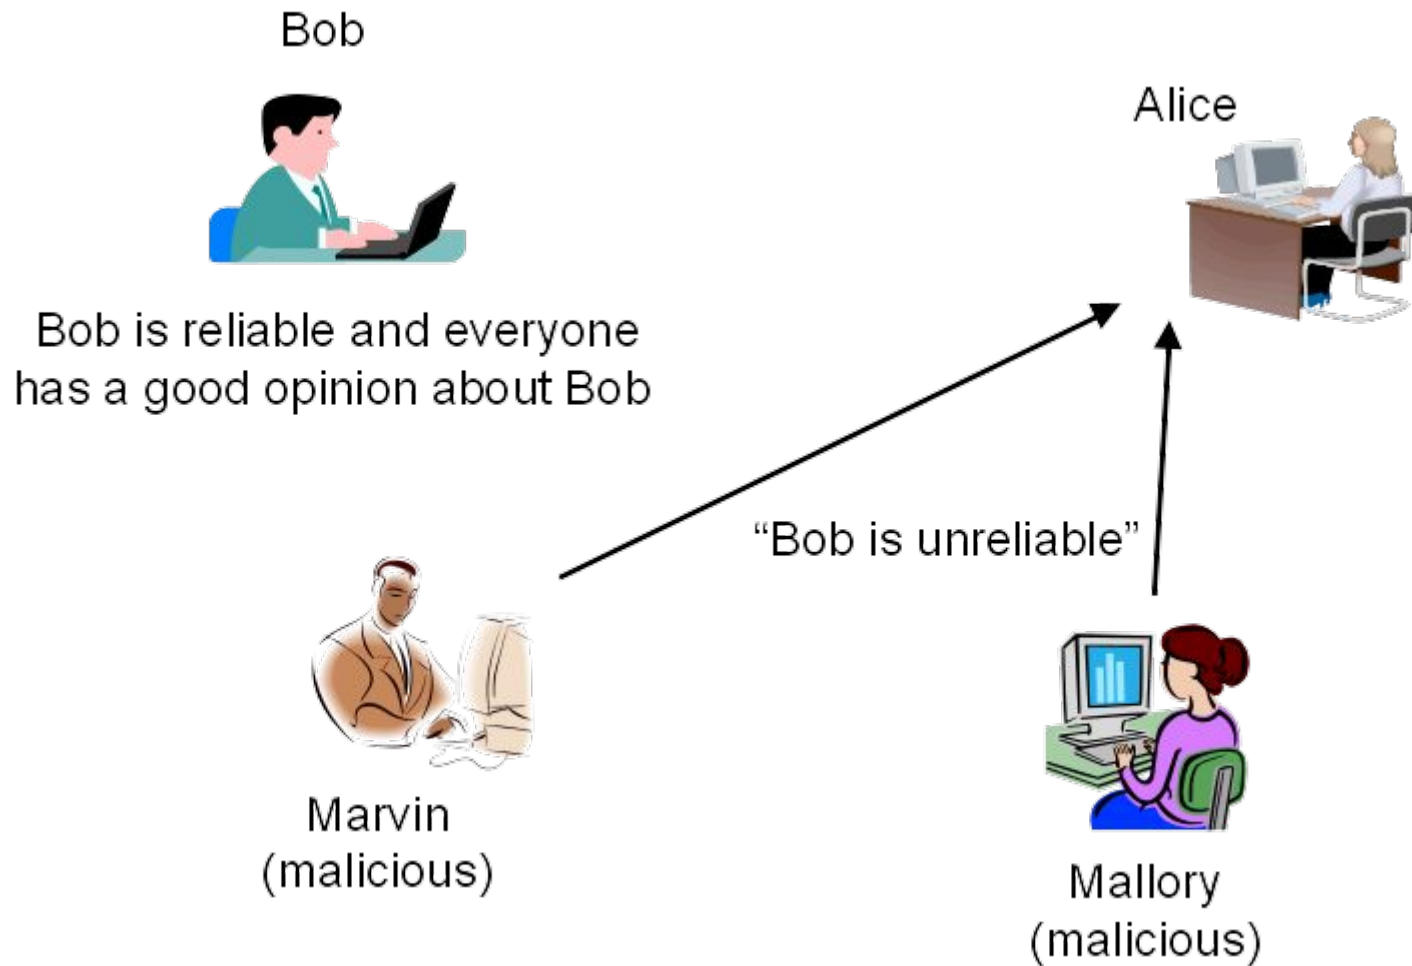 Bob
Alice
Bob is reliable and everyone
has a good opinion about Bob
“Bob is unreliable”
Marvin
(malicious)
Mallory
(malicious)